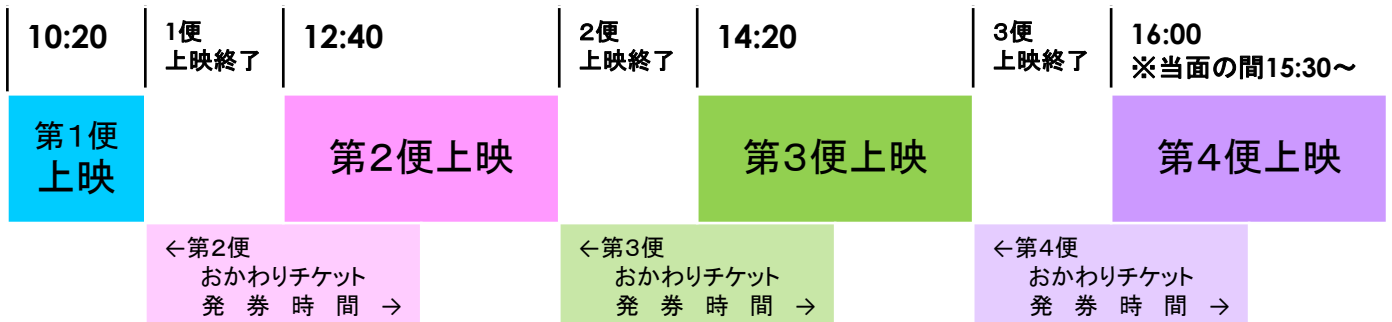 10:20
1便
上映終了
12:40
2便
上映終了
14:20
3便
上映終了
16:00
※当面の間15:30～
第1便
上映
第2便上映
第3便上映
第4便上映
←第2便
おかわりチケット
発 券 時 間 →
←第3便
おかわりチケット
発 券 時 間 →
←第4便
おかわりチケット
発 券 時 間 →